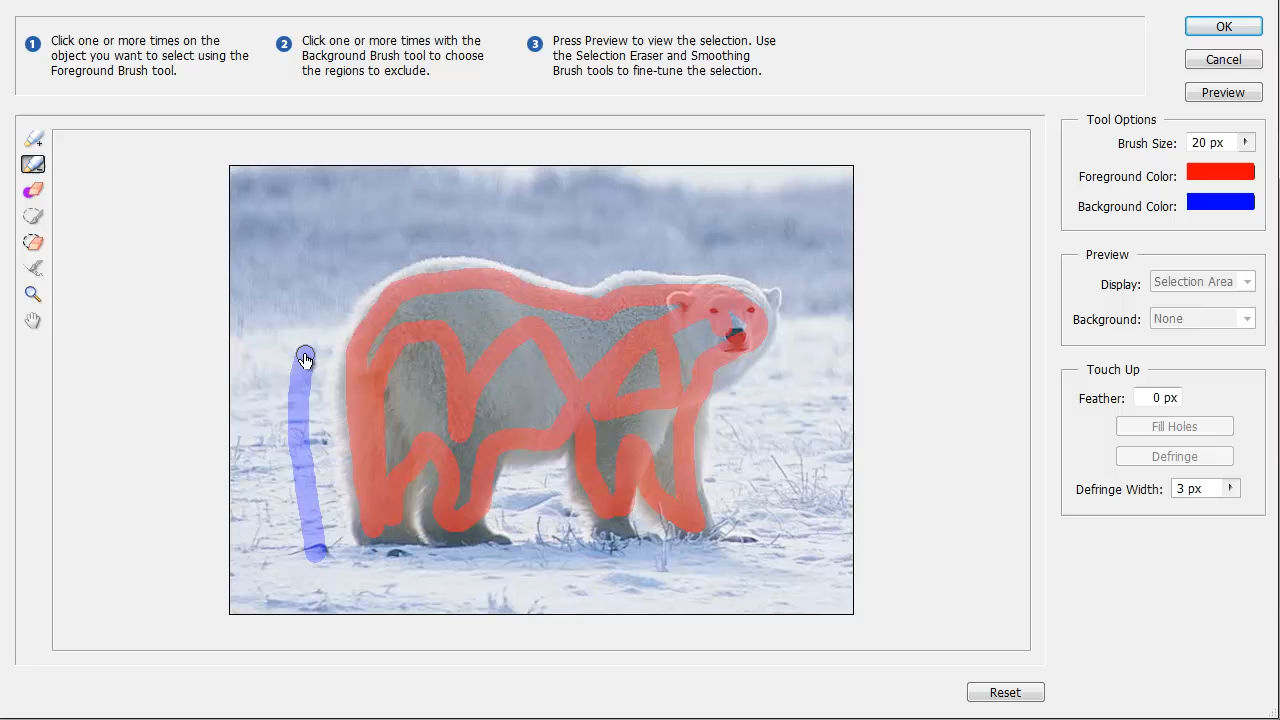 1 Click one or more times on the
object you want to select using the
Foreground Brush tool.
2 Click one or more times with the
Background Brush tool to choose
the regions to exclude.
3 Press Preview to view the selection. Use
the Selection Eraser and Smoothing
Brush tools to fine-tune the selection.
OK
Cancel
Preview
Tool Options
Brush Size: 20 px
Foreground Color:
Background Color:
Preview
Display: Selection Area
Background: None
Touch Up
Feather: 0 px
Fill Holes
Defringe
Defringe Width: 3 px
Reset